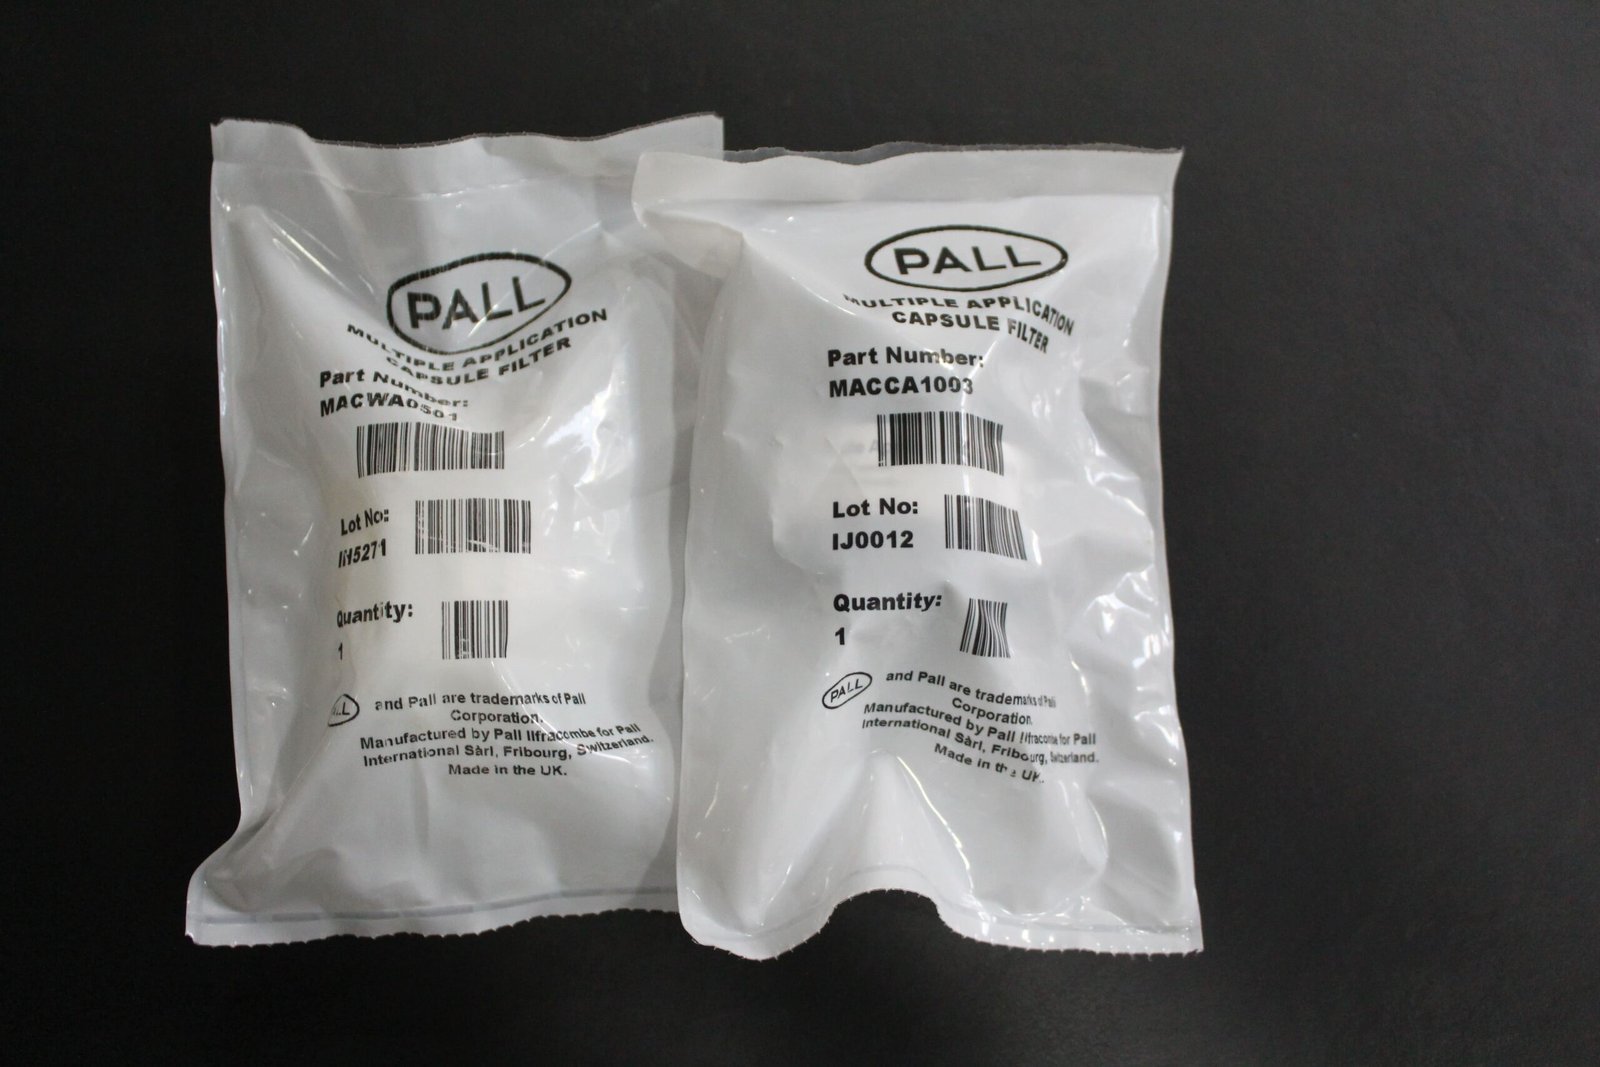 PALL
MULTIPLE APPLICATION
CAPSULE FILTER
Part Number:
MACWA0501
Lot No:
Quantity:
1
and Pall are trademarks of Pall
Corporation.
Manufactured by Pall Ilfracombe for Pall
International Sàrl, Fribourg, Switzerland.
Made in the UK.
PALL
MULTIPLE APPLICATION
CAPSULE FILTER
Part Number:
MACCA1003
Lot No:
IJ0012
Quantity:
1
PALL and Pall are trademarks of Pall
Corporation.
Manufactured by Pall Ilfracombe for Pall
International Sàrl, Fribourg, Switzerland.
Made in the UK.